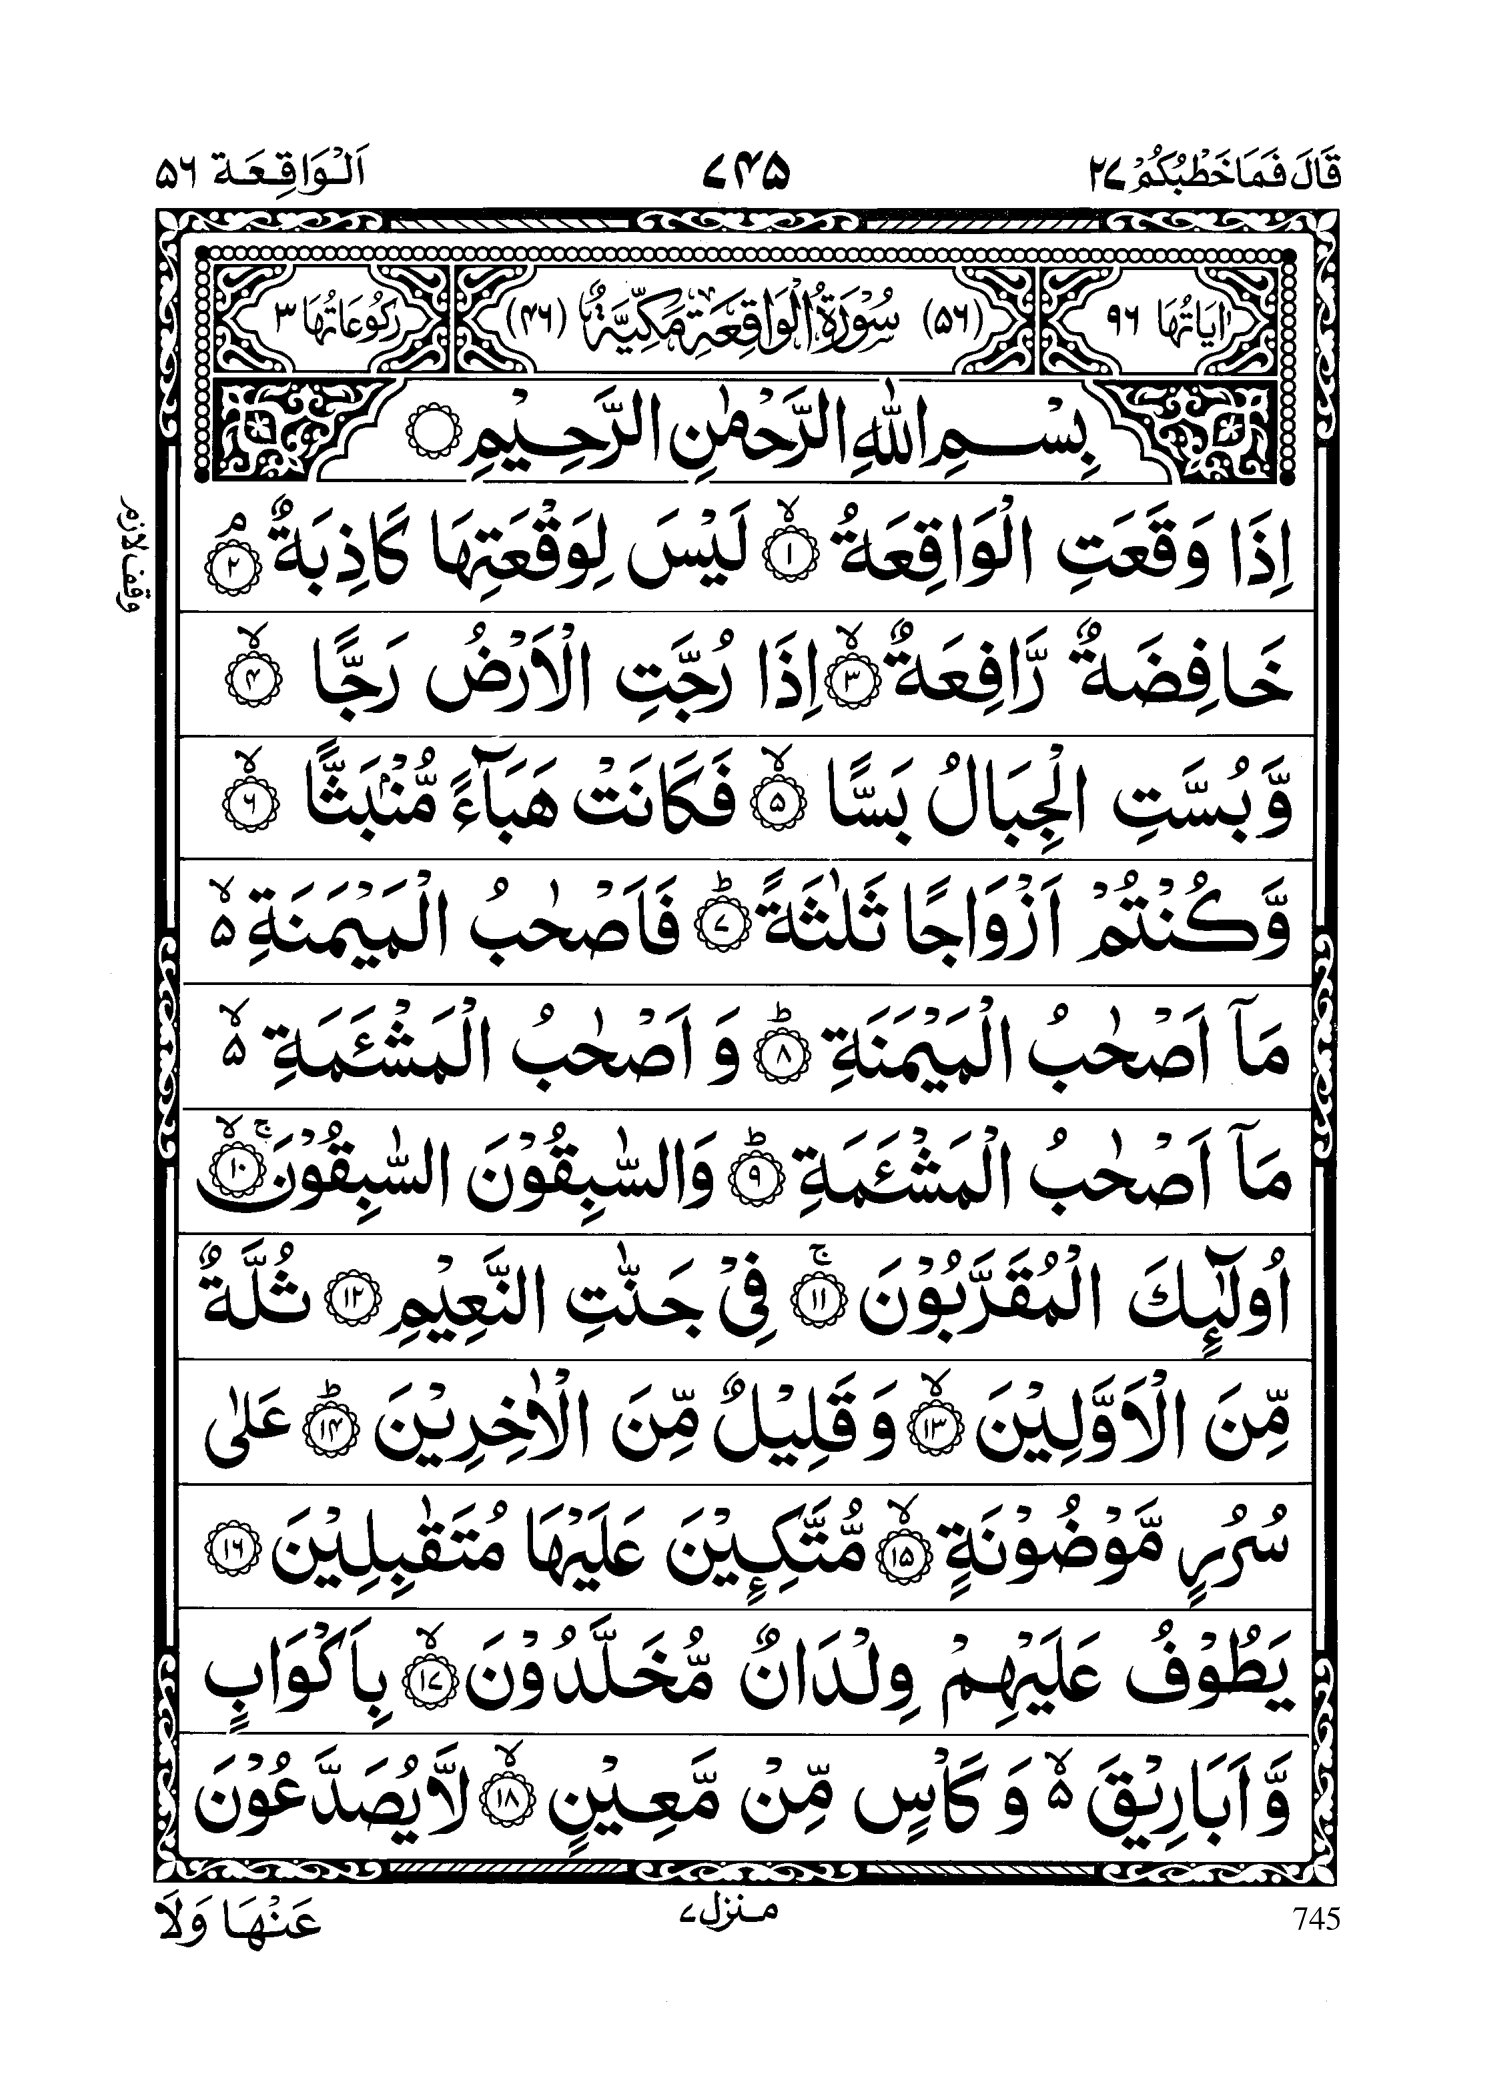 قَالَ فَمَا خَطْبُكُمْ ٢٧ ٧٤٥ اَلْوَاقِعَة ٥٦
اٰيَاتُهَا ٩٦ (٥٦) سُوْرَةُ الْوَاقِعَةِ مَكِّيَّةٌ (٤٦) رُكُوْعَاتُهَا ٣
بِسْمِ اللّٰهِ الرَّحْمٰنِ الرَّحِيْمِ
اِذَا وَقَعَتِ الْوَاقِعَةُ ۙ﴿١﴾ لَيْسَ لِوَقْعَتِهَا كَاذِبَةٌ ۘ﴿٢﴾
وقف لازم
خَافِضَةٌ رَّافِعَةٌ ۙ﴿٣﴾ اِذَا رُجَّتِ الْاَرْضُ رَجًّا ۙ﴿٤﴾
وَّبُسَّتِ الْجِبَالُ بَسًّا ۙ﴿٥﴾ فَكَانَتْ هَبَآءً مُّنْۢبَثًّا ۙ﴿٦﴾
وَّكُنْتُمْ اَزْوَاجًا ثَلٰثَةً ؕ﴿٧﴾ فَاَصْحٰبُ الْمَيْمَنَةِ ۙ۵
مَآ اَصْحٰبُ الْمَيْمَنَةِ ؕ﴿٨﴾ وَ اَصْحٰبُ الْمَشْـَٔمَةِ ۙ۵
مَآ اَصْحٰبُ الْمَشْـَٔمَةِ ؕ﴿٩﴾ وَالسّٰبِقُوْنَ السّٰبِقُوْنَ ۚۙ﴿١٠﴾
اُولٰٓئِكَ الْمُقَرَّبُوْنَ ۚ﴿١١﴾ فِيْ جَنّٰتِ النَّعِيْمِ ﴿١٢﴾ ثُلَّةٌ
مِّنَ الْاَوَّلِيْنَ ۙ﴿١٣﴾ وَقَلِيْلٌ مِّنَ الْاٰخِرِيْنَ ؕ﴿١٤﴾ عَلٰى
سُرُرٍ مَّوْضُوْنَةٍ ۙ﴿١٥﴾ مُّتَّكِـِٕيْنَ عَلَيْهَا مُتَقٰبِلِيْنَ ﴿١٦﴾
يَطُوْفُ عَلَيْهِمْ وِلْدَانٌ مُّخَلَّدُوْنَ ۙ﴿١٧﴾ بِاَكْوَابٍ
وَّ اَبَارِيْقَ ۙ۵ وَ كَاْسٍ مِّنْ مَّعِيْنٍ ۙ﴿١٨﴾ لَّا يُصَدَّعُوْنَ
745 منزل ٧ عَنْهَا وَلَا